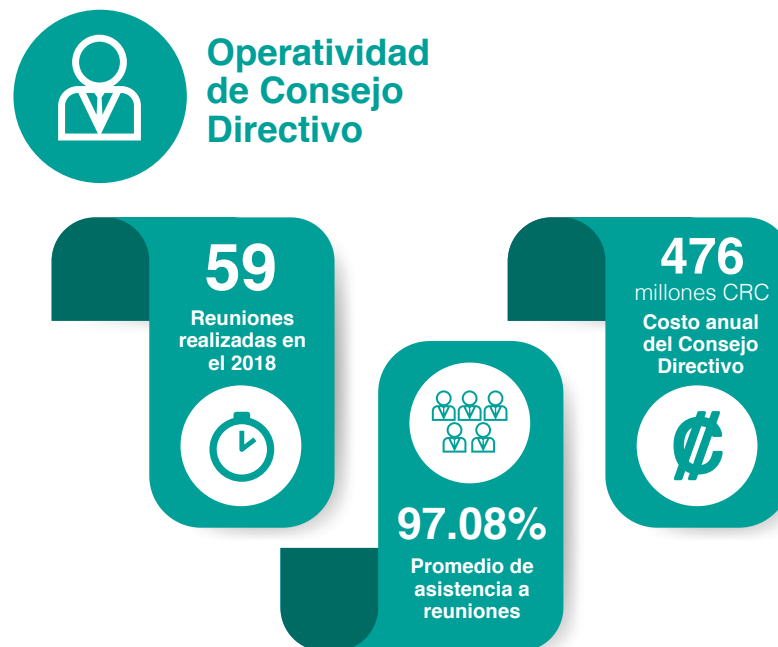 Operatividad
de Consejo
Directivo
59
Reuniones
realizadas en
el 2018
97.08%
Promedio de
asistencia a
reuniones
476
millones CRC
Costo anual
del Consejo
Directivo
₡